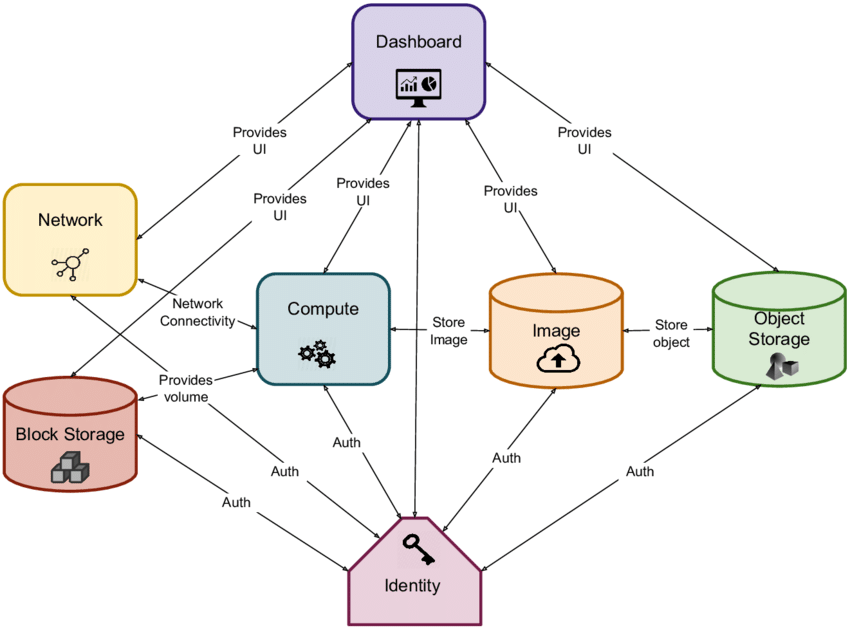 Dashboard
Provides
UI
Provides
UI
Provides
UI
Provides
UI
Provides
UI
Network
Network
Connectivity
Compute
Store
Image
Image
Store
object
Object
Storage
Provides
volume
Block Storage
Auth
Auth
Auth
Auth
Auth
Identity